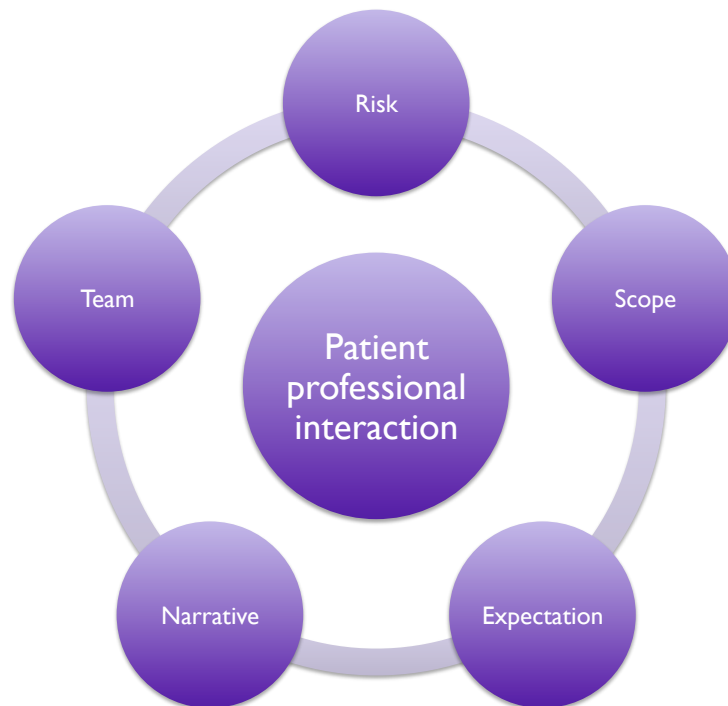 Risk
Team
Scope
Patient
professional
interaction
Narrative
Expectation